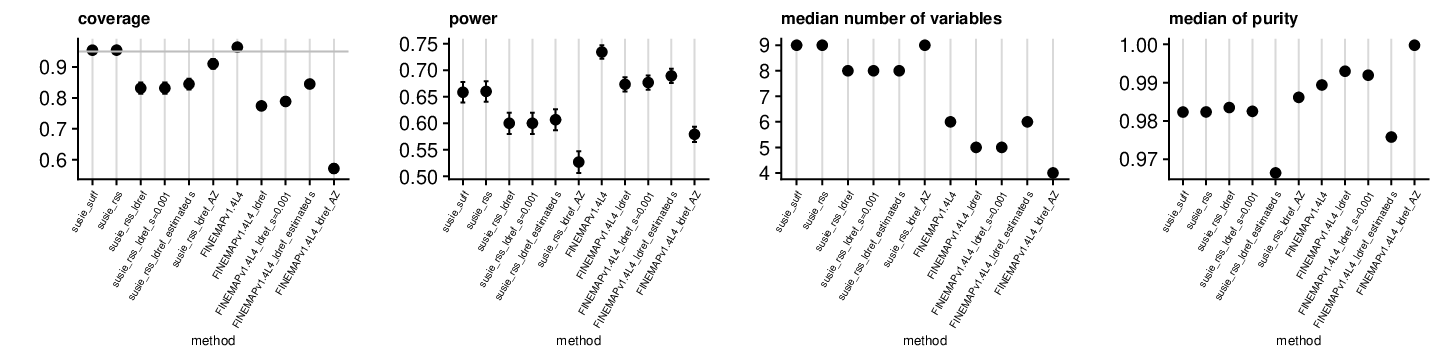 coverage
0.9
0.8
0.7
0.6
susie_suff
susie_rss
susie_rss_ldref
susie_rss_ldref_s=0.001
susie_rss_ldref_estimated s
susie_rss_ldref_AZ
FINEMAPv1.4L4
FINEMAPv1.4L4_ldref
FINEMAPv1.4L4_ldref_s=0.001
FINEMAPv1.4L4_ldref_estimated s
FINEMAPv1.4L4_ldref_AZ
method
power
0.75
0.70
0.65
0.60
0.55
0.50
susie_suff
susie_rss
susie_rss_ldref
susie_rss_ldref_s=0.001
susie_rss_ldref_estimated s
susie_rss_ldref_AZ
FINEMAPv1.4L4
FINEMAPv1.4L4_ldref
FINEMAPv1.4L4_ldref_s=0.001
FINEMAPv1.4L4_ldref_estimated s
FINEMAPv1.4L4_ldref_AZ
method
median number of variables
9
8
7
6
5
4
susie_suff
susie_rss
susie_rss_ldref
susie_rss_ldref_s=0.001
susie_rss_ldref_estimated s
susie_rss_ldref_AZ
FINEMAPv1.4L4
FINEMAPv1.4L4_ldref
FINEMAPv1.4L4_ldref_s=0.001
FINEMAPv1.4L4_ldref_estimated s
FINEMAPv1.4L4_ldref_AZ
method
median of purity
1.00
0.99
0.98
0.97
susie_suff
susie_rss
susie_rss_ldref
susie_rss_ldref_s=0.001
susie_rss_ldref_estimated s
susie_rss_ldref_AZ
FINEMAPv1.4L4
FINEMAPv1.4L4_ldref
FINEMAPv1.4L4_ldref_s=0.001
FINEMAPv1.4L4_ldref_estimated s
FINEMAPv1.4L4_ldref_AZ
method